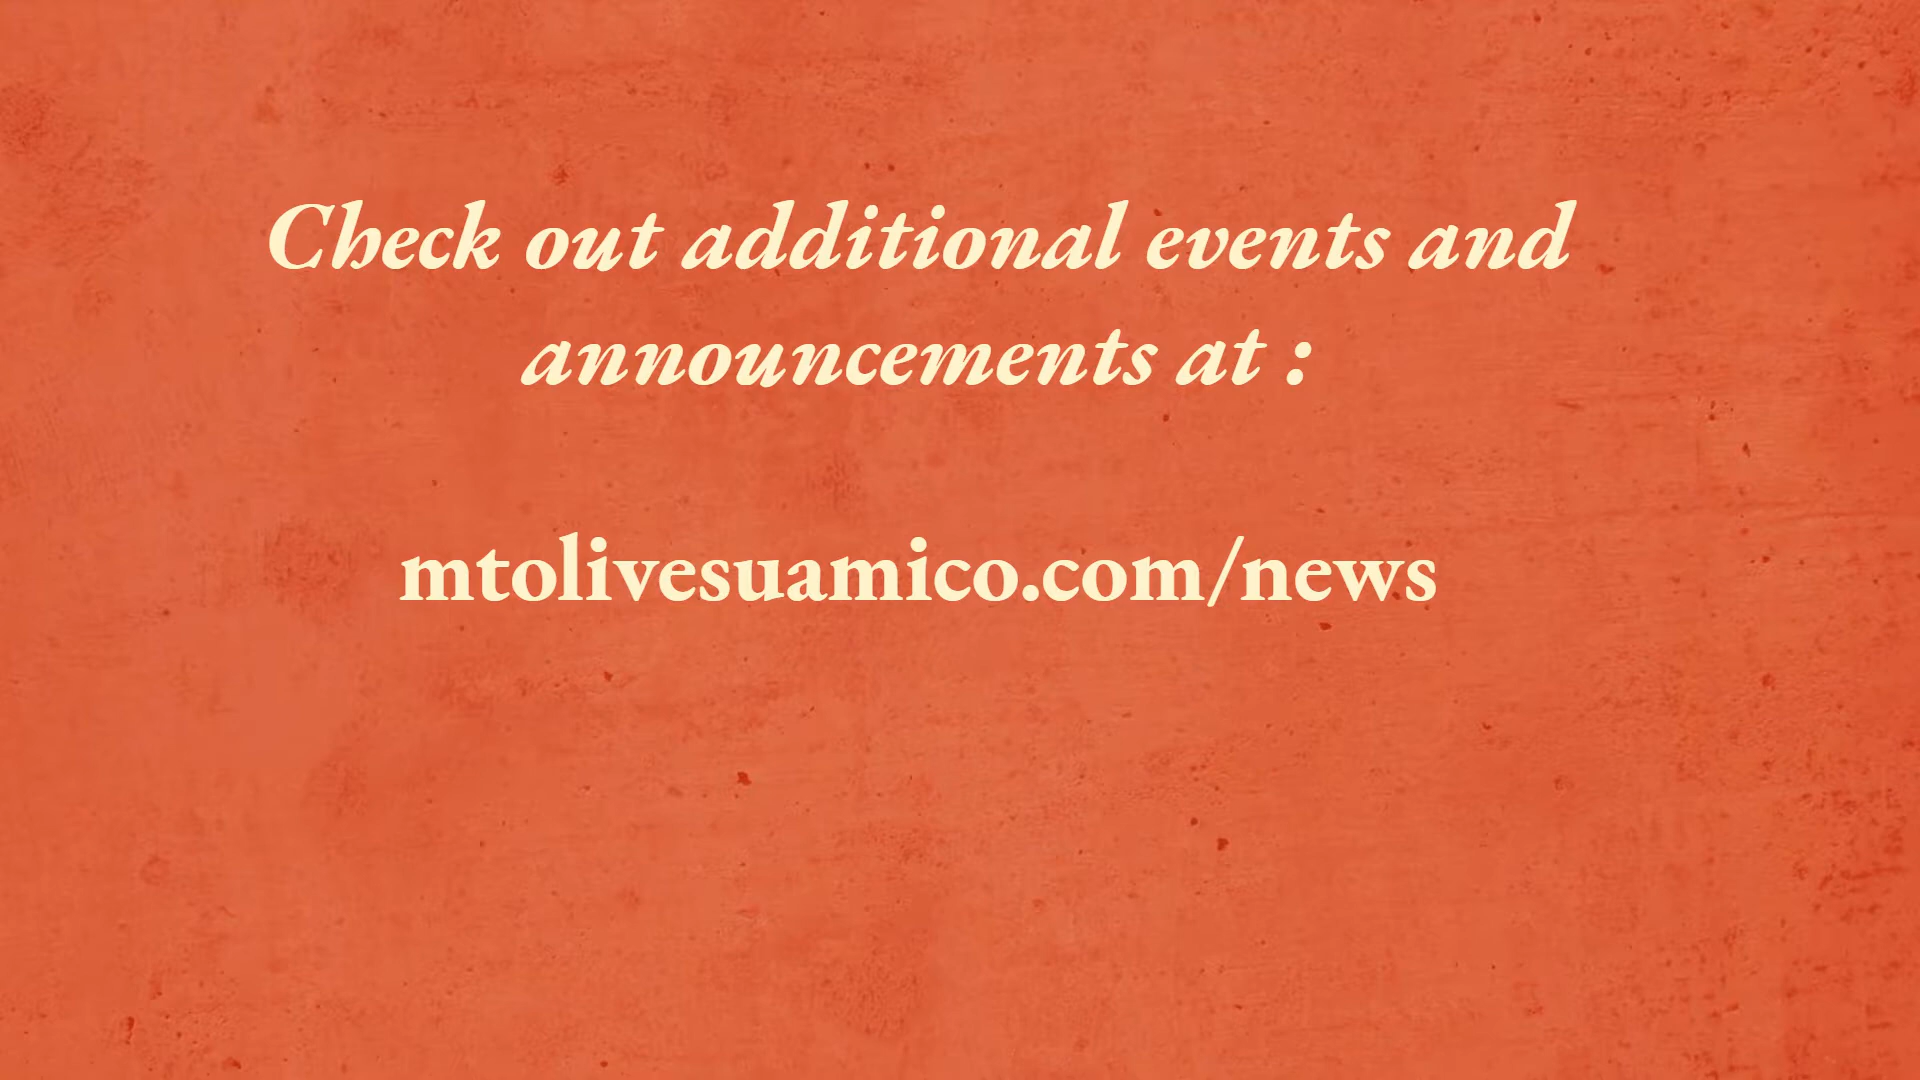 Check out additional events and
announcements at :
mtolivesuamico.com/news